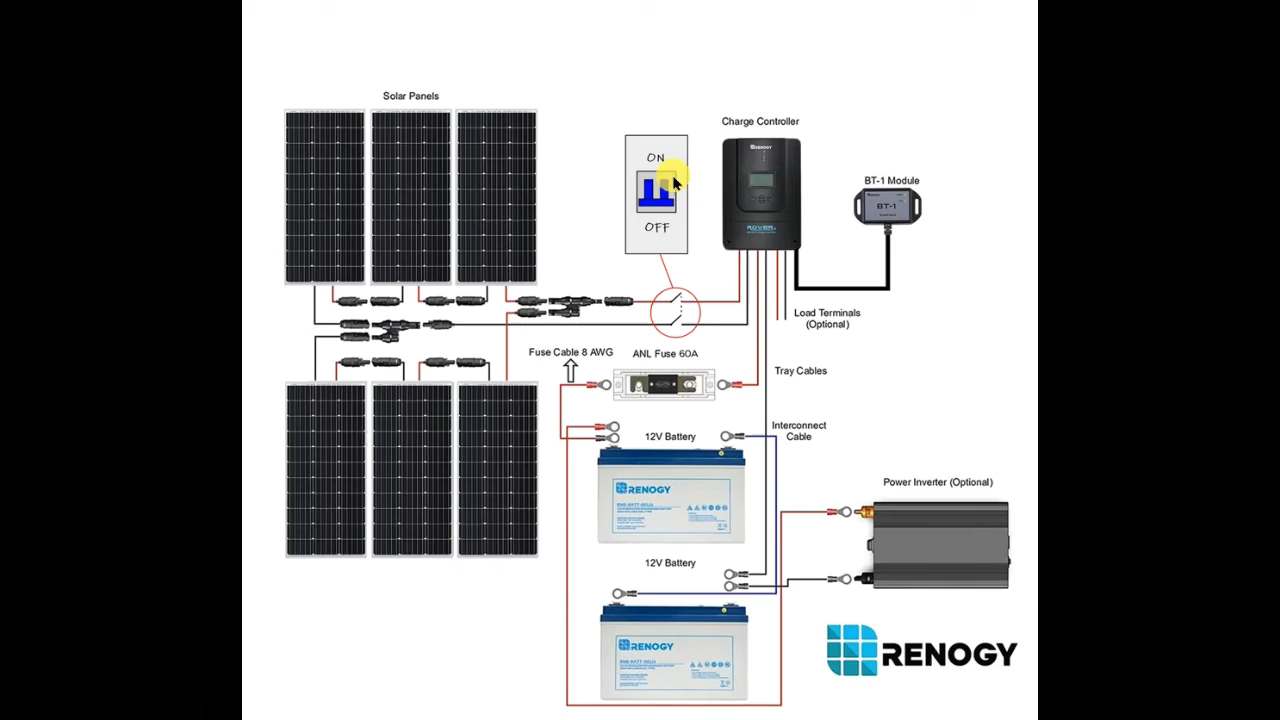 Solar Panels
Charge Controller
ON
OFF
RENOGY
ROVER
BT-1 Module
BT-1
Load Terminals
(Optional)
Fuse Cable 8 AWG
ANL Fuse 60A
Tray Cables
Interconnect
Cable
12V Battery
RENOGY
Power Inverter (Optional)
12V Battery
RENOGY
RENOGY